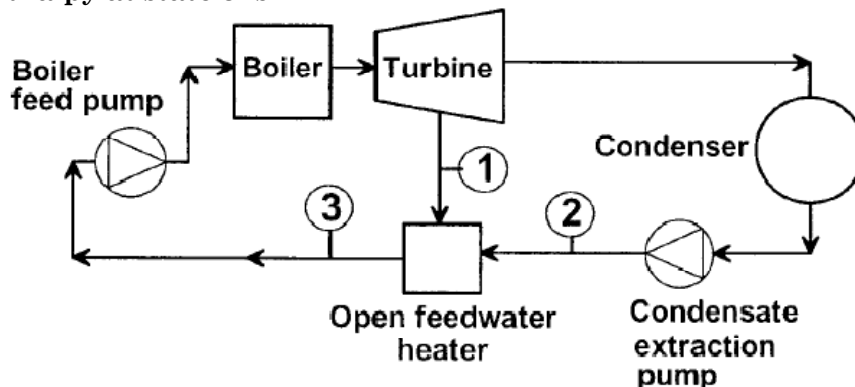 Boiler
feed pump
Boiler
Turbine
Condenser
1
3
2
Open feedwater
heater
Condensate
extraction
pump